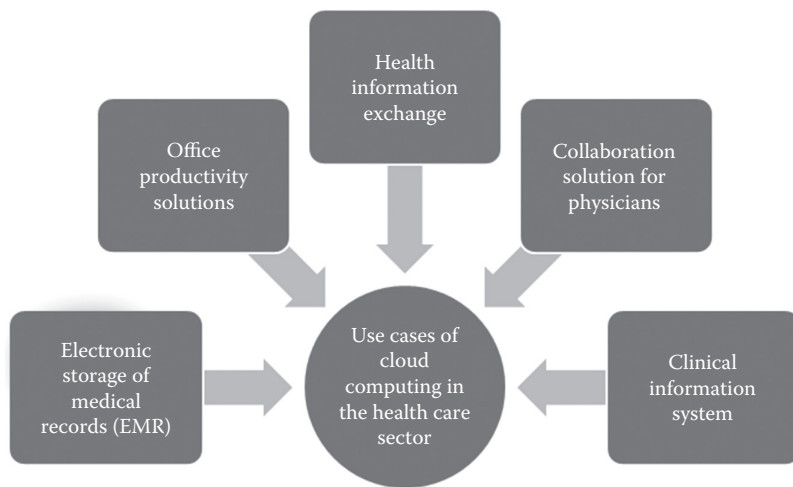 Health
information
exchange
Office
productivity
solutions
Collaboration
solution for
physicians
Electronic
storage of
medical
records (EMR)
Use cases of
cloud
computing in
the health care
sector
Clinical
information
system